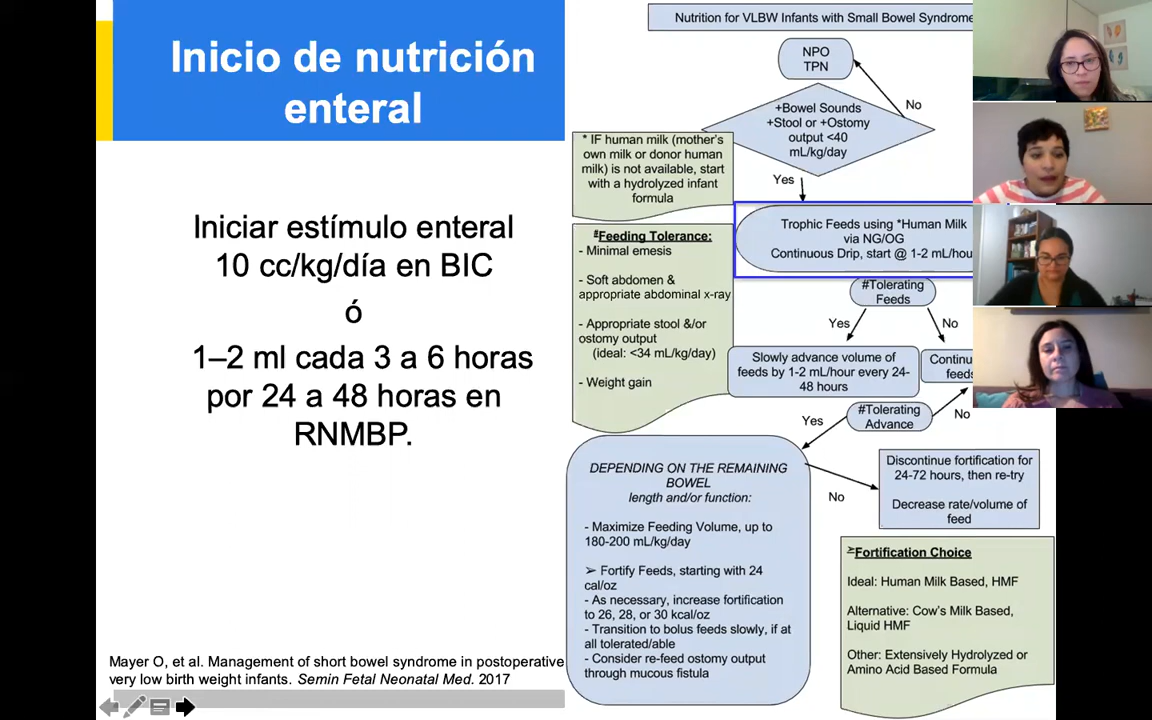 Inicio de nutrición
enteral
Iniciar estímulo enteral
10 cc/kg/día en BIC
ó
1–2 ml cada 3 a 6 horas
por 24 a 48 horas en
RNMBP.
Mayer O, et al. Management of short bowel syndrome in postoperative
very low birth weight infants. Semin Fetal Neonatal Med. 2017
Nutrition for VLBW Infants with Small Bowel Syndrome
NPO
TPN
No
+Bowel Sounds
+Stool or +Ostomy
output <40
mL/kg/day
Yes
* IF human milk (mother's
own milk or donor human
milk) is not available, start
with a hydrolyzed infant
formula
Trophic Feeds using *Human Milk
via NG/OG
Continuous Drip, start @ 1-2 mL/hou
#Feeding Tolerance:
- Minimal emesis
- Soft abdomen &
appropriate abdominal x-ray
- Appropriate stool &/or
ostomy output
(ideal: <34 mL/kg/day)
- Weight gain
#Tolerating
Feeds
Yes
No
Slowly advance volume of
feeds by 1-2 mL/hour every 24-
48 hours
Continu
feeds
#Tolerating
Advance
Yes
No
DEPENDING ON THE REMAINING
BOWEL
length and/or function:
- Maximize Feeding Volume, up to
180-200 mL/kg/day
➢ Fortify Feeds, starting with 24
cal/oz
- As necessary, increase fortification
to 26, 28, or 30 kcal/oz
- Transition to bolus feeds slowly, if at
all tolerated/able
- Consider re-feed ostomy output
through mucous fistula
No
Discontinue fortification for
24-72 hours, then re-try
Decrease rate/volume of
feed
➢Fortification Choice
Ideal: Human Milk Based, HMF
Alternative: Cow's Milk Based,
Liquid HMF
Other: Extensively Hydrolyzed or
Amino Acid Based Formula